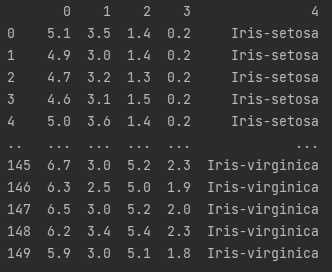 0 1 2 3 4
0 5.1 3.5 1.4 0.2 Iris-setosa
1 4.9 3.0 1.4 0.2 Iris-setosa
2 4.7 3.2 1.3 0.2 Iris-setosa
3 4.6 3.1 1.5 0.2 Iris-setosa
4 5.0 3.6 1.4 0.2 Iris-setosa
.. ... ... ... ... ...
145 6.7 3.0 5.2 2.3 Iris-virginica
146 6.3 2.5 5.0 1.9 Iris-virginica
147 6.5 3.0 5.2 2.0 Iris-virginica
148 6.2 3.4 5.4 2.3 Iris-virginica
149 5.9 3.0 5.1 1.8 Iris-virginica